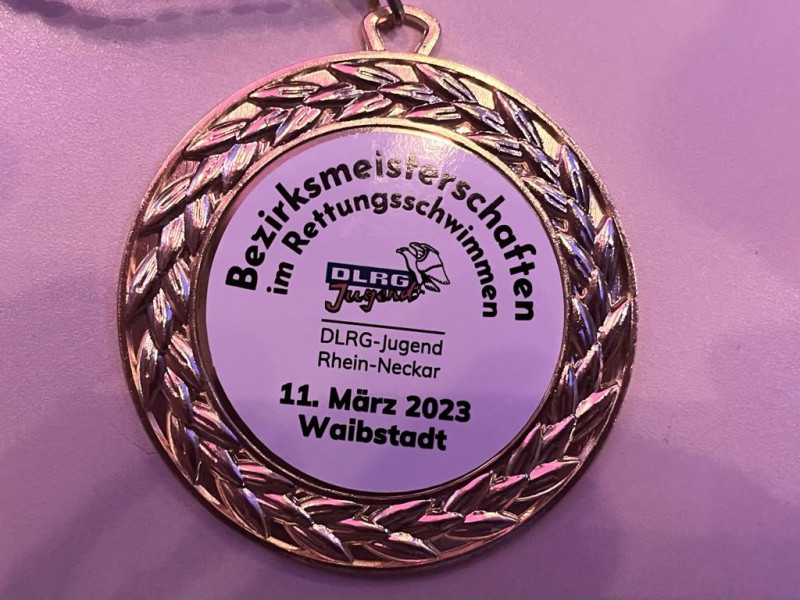 Bezirksmeisterschaften
im Rettungsschwimmen
DLRG
Jugend
DLRG-Jugend
Rhein-Neckar
11. März 2023
Waibstadt